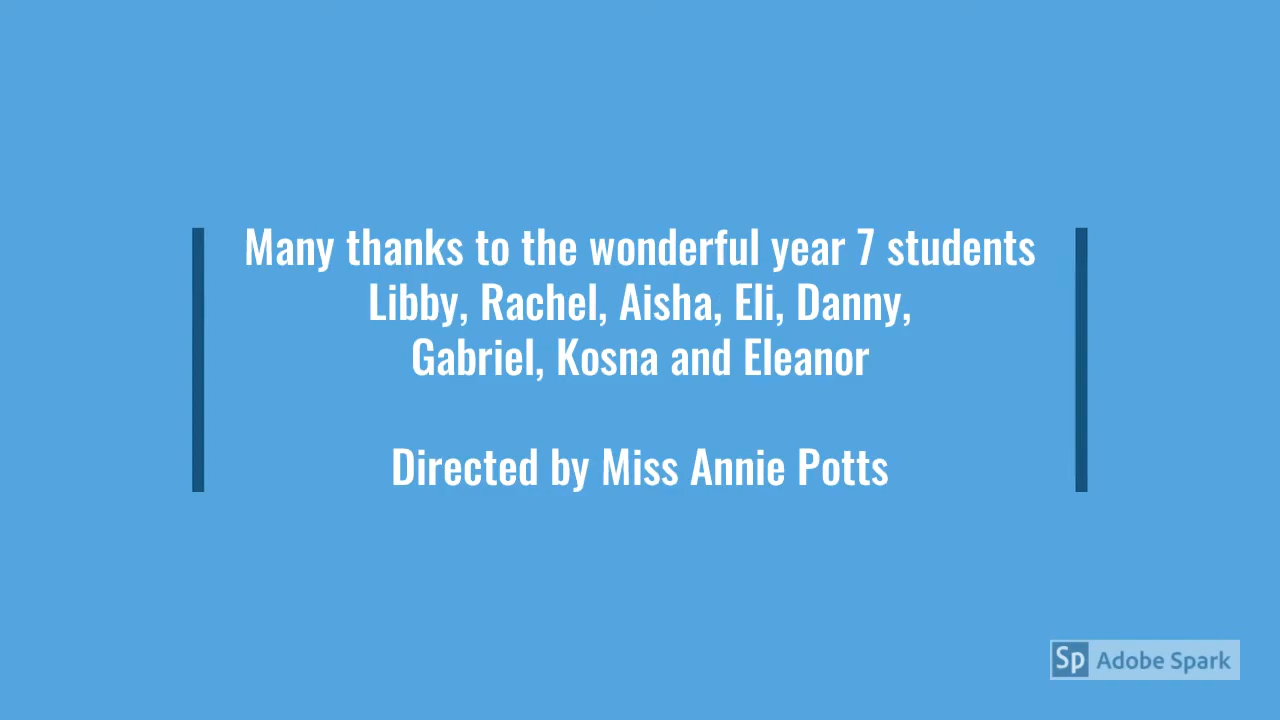 Many thanks to the wonderful year 7 students
Libby, Rachel, Aisha, Eli, Danny,
Gabriel, Kosna and Eleanor
Directed by Miss Annie Potts
Sp Adobe Spark